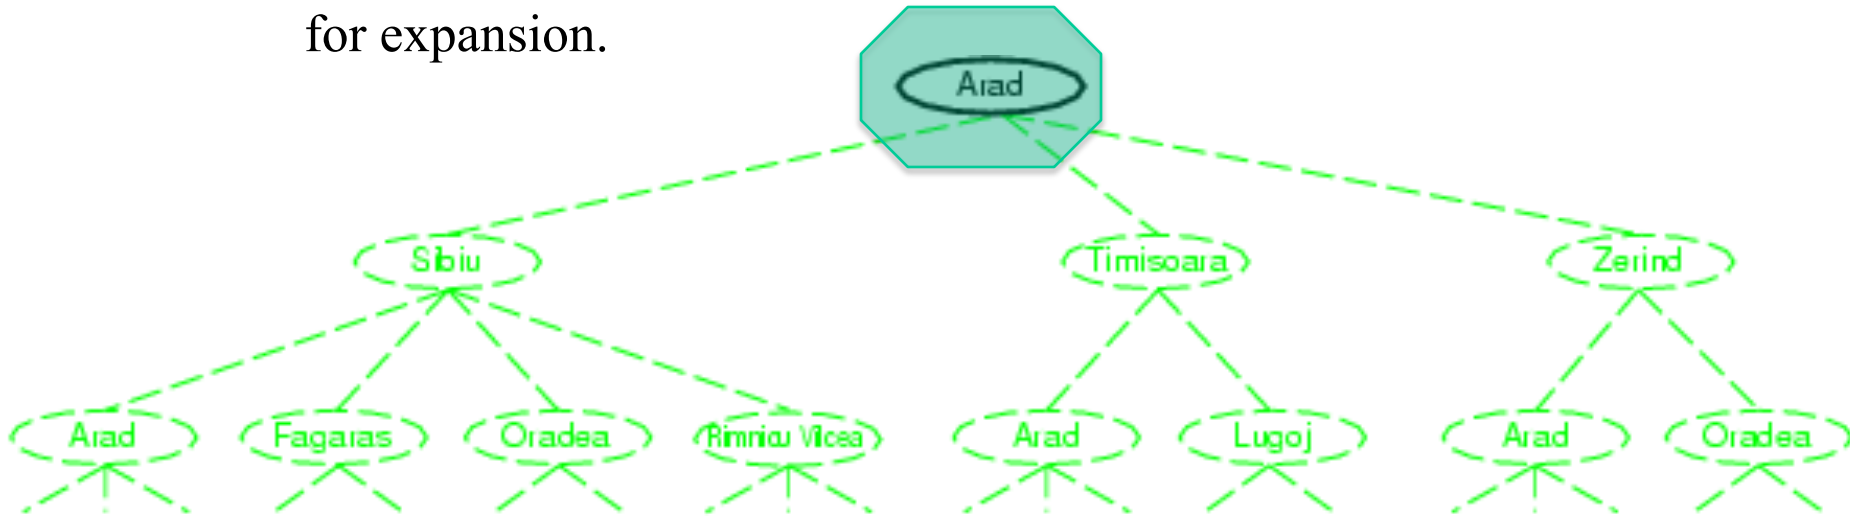 for expansion.
Arad
Sibiu Timisoara Zerind
Arad Fagaras Oradea Rimnicu Vilcea Arad Lugoj Arad Oradea